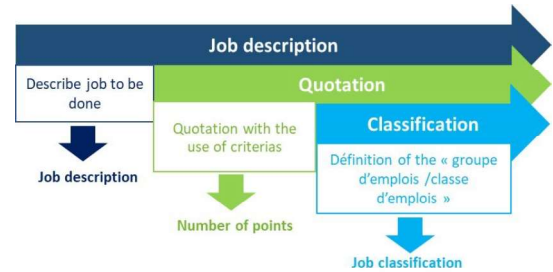 Job description
Describe job to be
done
Quotation
Quotation with the
use of criterias
Classification
Définition of the « groupe
d'emplois /classe
d'emplois »
Job description
Number of points
Job classification